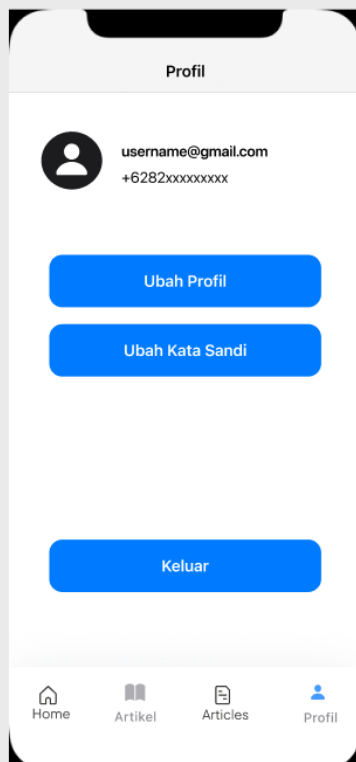 Profil
username@gmail.com
+6282xxxxxxxxx
Ubah Profil
Ubah Kata Sandi
Keluar
Home
Artikel
Articles
Profil